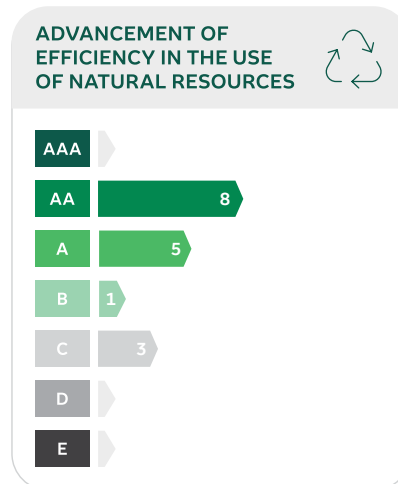 ADVANCEMENT OF
EFFICIENCY IN THE USE
OF NATURAL RESOURCES
AAA
AA 8
A 5
B 1
C 3
D
E